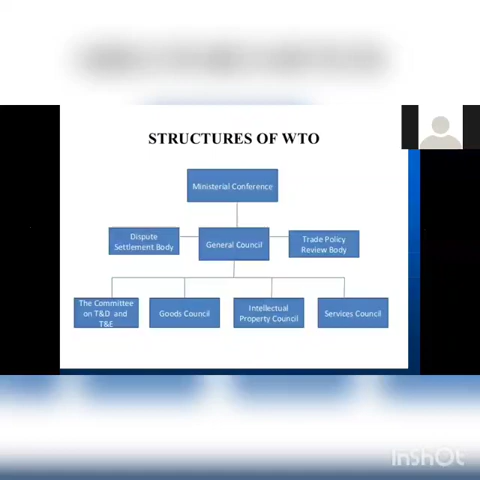 STRUCTURES OF WTO
Ministerial Conference
Dispute
Settlement Body
General Council
Trade Policy
Review Body
The Committee
on T&D and
T&E
Goods Council
Intellectual
Property Council
Services Council
InShOt